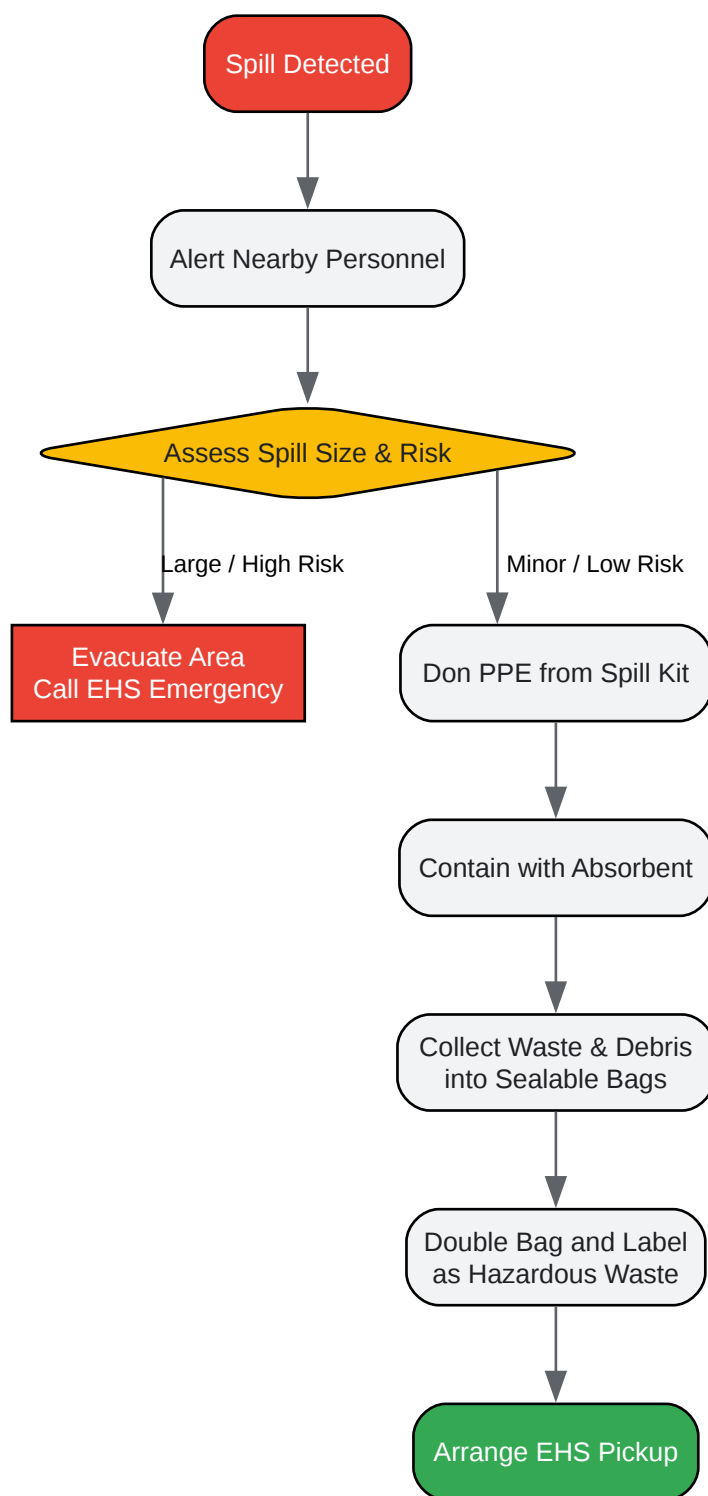 Spill Detected
Alert Nearby Personnel
Assess Spill Size & Risk
Large / High Risk
Minor / Low Risk
Evacuate Area
Call EHS Emergency
Don PPE from Spill Kit
Contain with Absorbent
Collect Waste & Debris
into Sealable Bags
Double Bag and Label
as Hazardous Waste
Arrange EHS Pickup